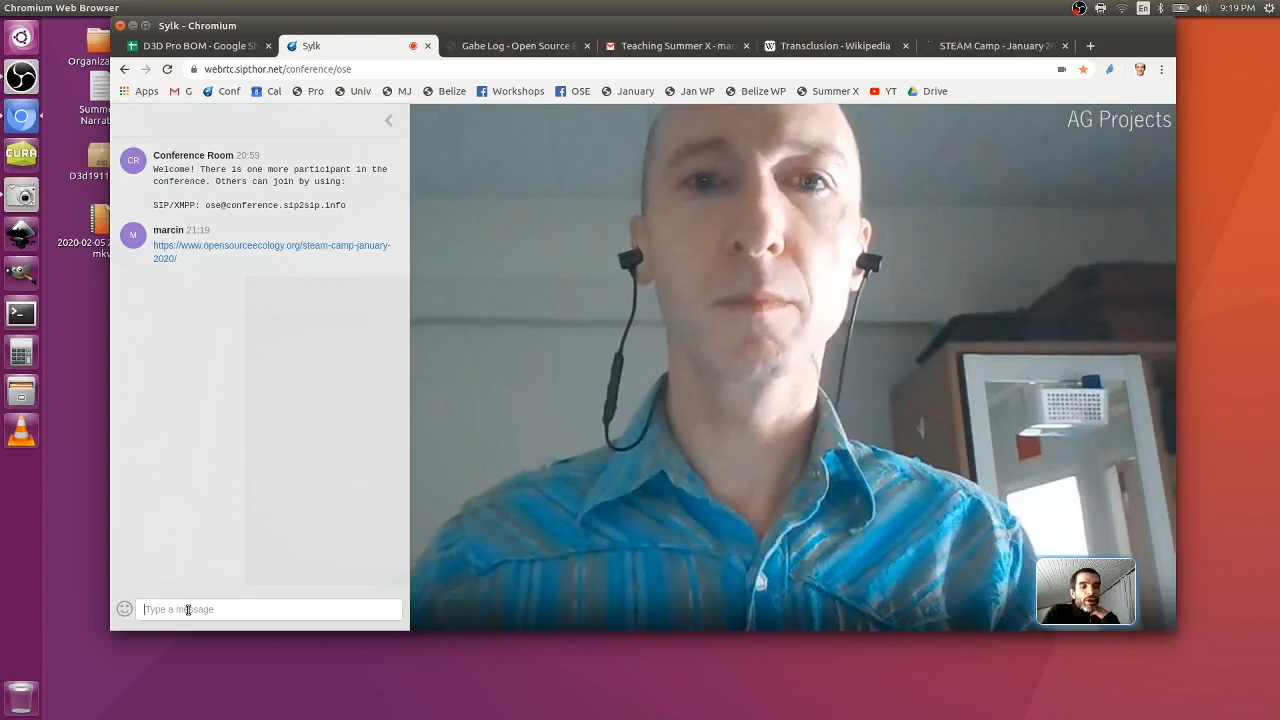 Chromium Web Browser
En
9:19 PM
Sylk - Chromium
D3D Pro BOM - Google Sh
Sylk
Gabe Log - Open Source E
Teaching Summer X - mar
Transclusion - Wikipedia
STEAM Camp - January 20
webrtc.sipthor.net/conference/ose
Apps
G
Conf
Cal
Pro
Univ
MJ
Belize
Workshops
OSE
January
Jan WP
Belize WP
Summer X
YT
Drive
Organiza
Summe
Narrat
D3d1911
2020-02-05 2
mkv
CURA
AG Projects
CR
Conference Room 20:59
Welcome! There is one more participant in the
conference. Others can join by using:
SIP/XMPP: ose@conference.sip2sip.info
M
marcin 21:19
https://www.opensourceecology.org/steam-camp-january-
2020/
Type a message